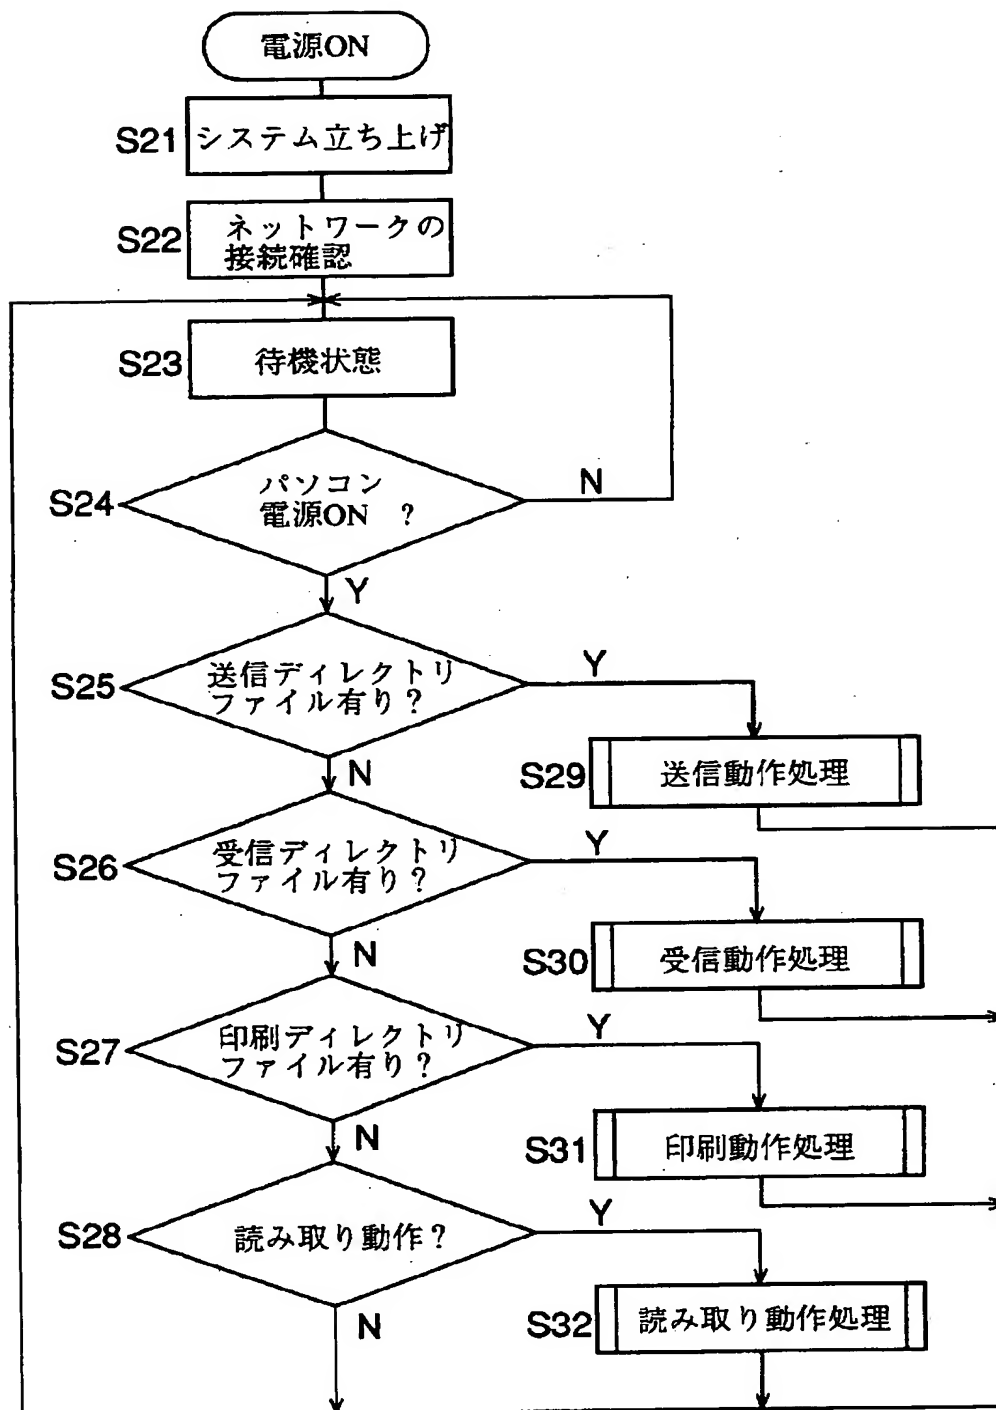 電源ON
S21
システム立ち上げ
S22
ネットワークの
接続確認
S23
待機状態
S24
パソコン
電源ON ?
N
Y
S25
送信ディレクトリ
ファイル有り?
Y
N
S29
送信動作処理
S26
受信ディレクトリ
ファイル有り?
Y
N
S30
受信動作処理
S27
印刷ディレクトリ
ファイル有り?
Y
N
S31
印刷動作処理
S28
読み取り動作?
Y
N
S32
読み取り動作処理